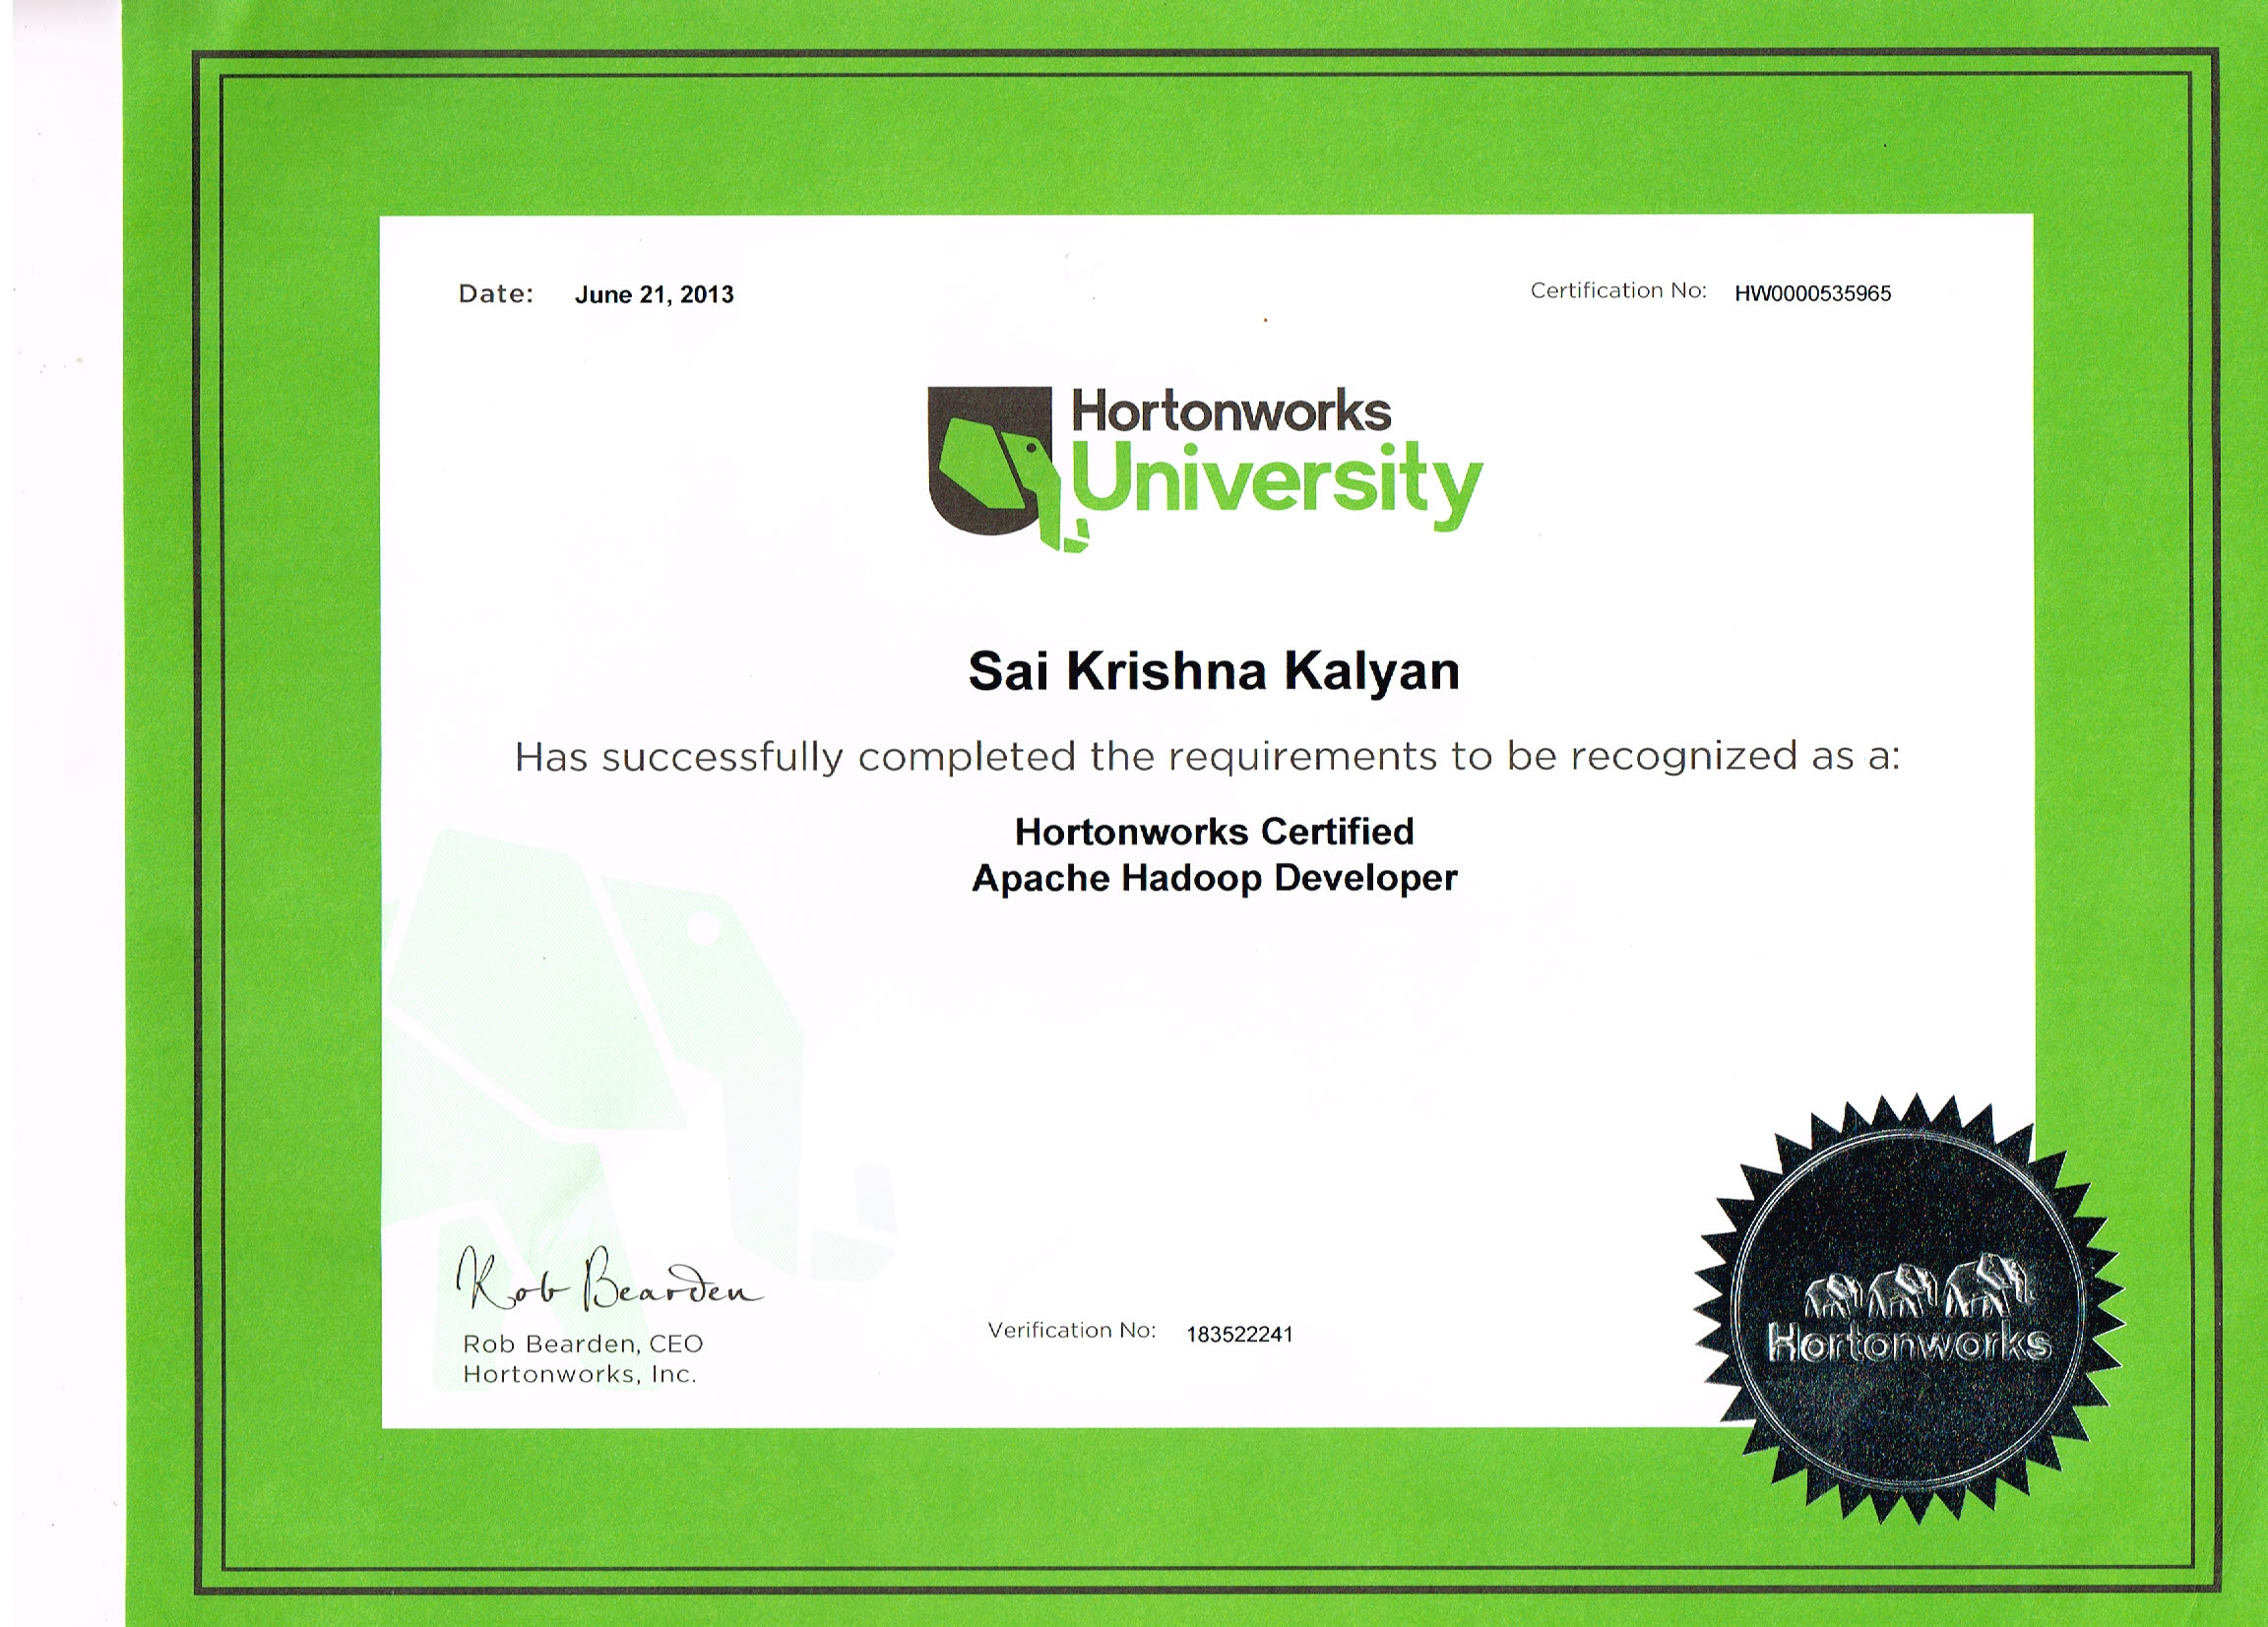 Date: June 21, 2013
Certification No: HW0000535965
Hortonworks
University
Sai Krishna Kalyan
Has successfully completed the requirements to be recognized as a:
Hortonworks Certified
Apache Hadoop Developer
Rob Bearden
Rob Bearden, CEO
Hortonworks, Inc.
Verification No: 183522241
Hortonworks